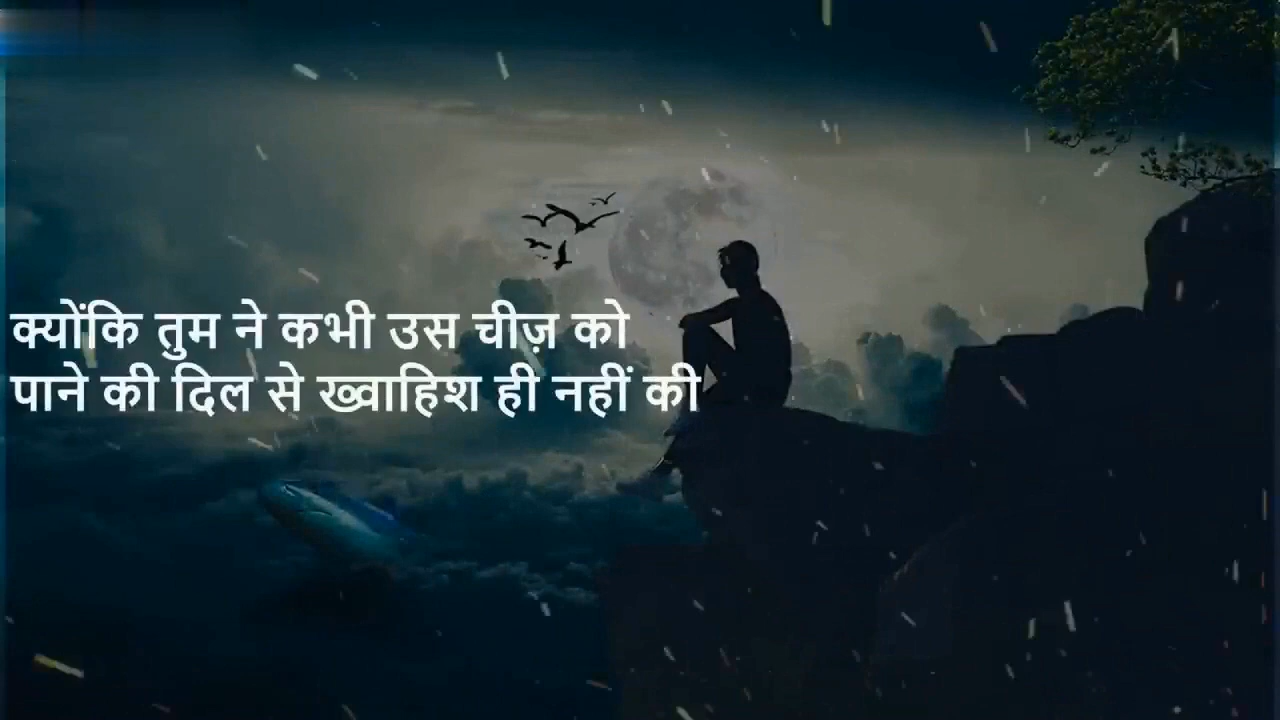 क्योंकि तुम ने कभी उस चीज़ को
पाने की दिल से ख्वाहिश ही नहीं की